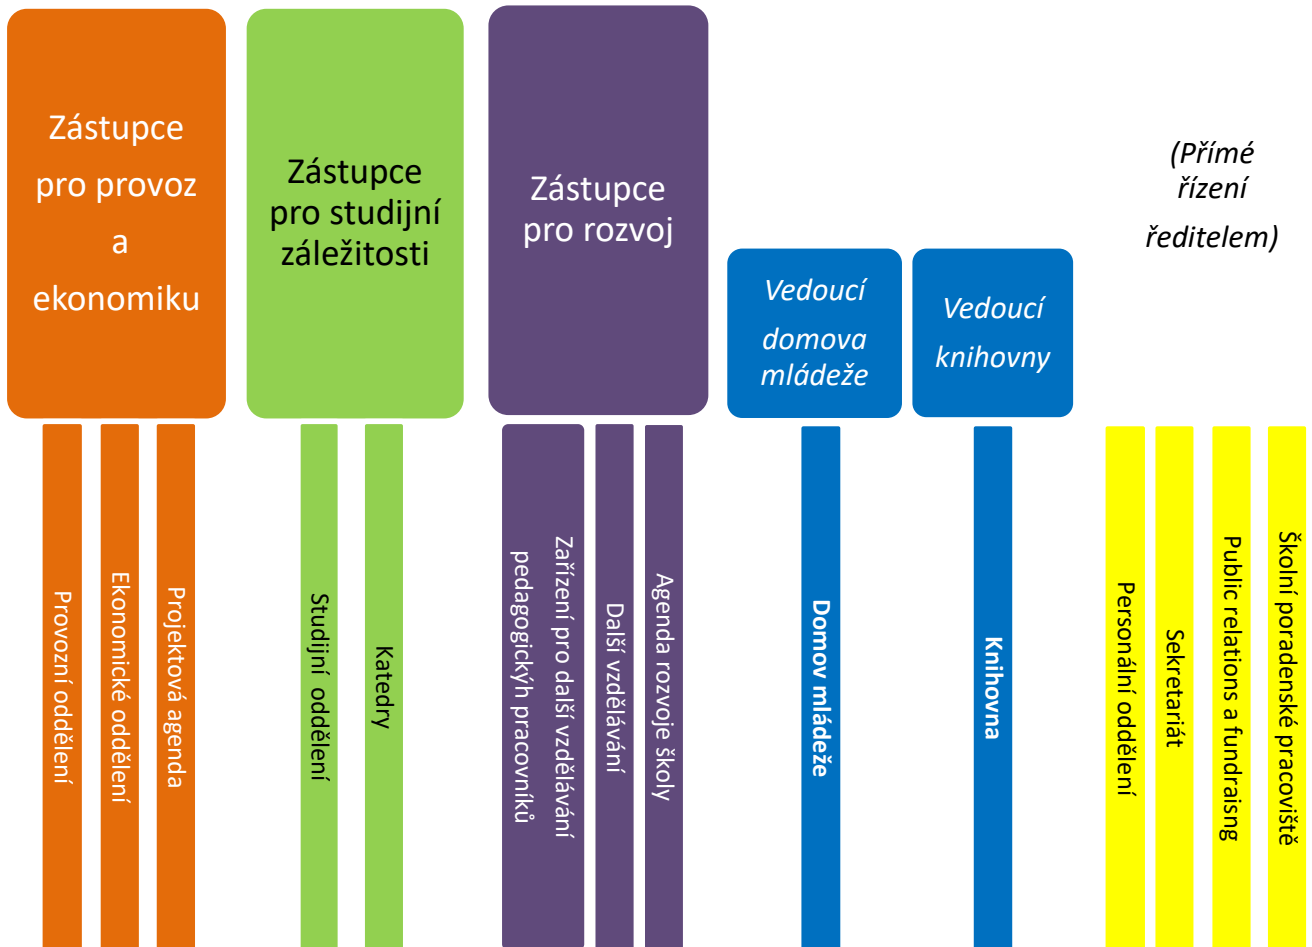 Zástupce
pro provoz
a
ekonomiku
Zástupce
pro studijní
záležitosti
Zástupce
pro rozvoj
Vedoucí
domova
mládeže
Vedoucí
knihovny
(Přímé
řízení
ředitelem)
Provozní oddělení
Ekonomické oddělení
Projektová agenda
Studijní oddělení
Katedry
Zařízení pro další vzdělávání
pedagogickýh pracovníků
Další vzdělávání
Agenda rozvoje školy
Domov mládeže
Knihovna
Personální oddělení
Sekretariát
Public relations a fundraisng
Školní poradenské pracoviště